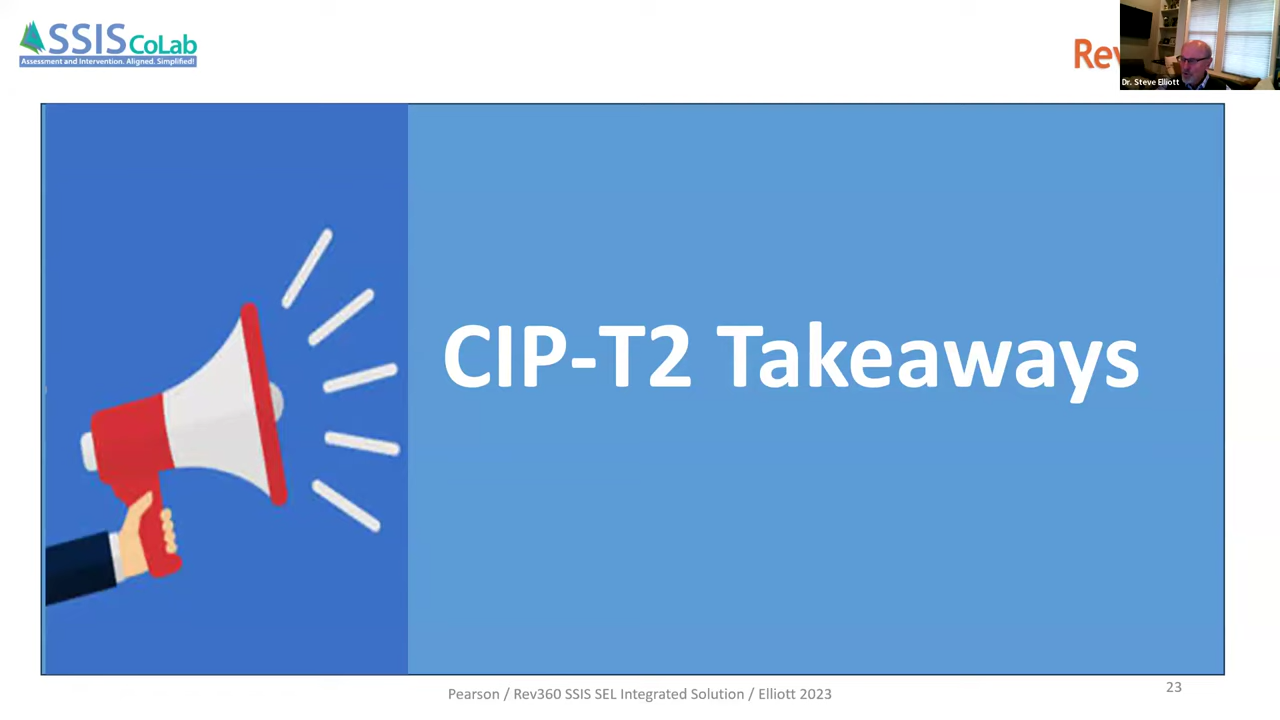 SSIS CoLab
Assessment and Intervention. Aligned. Simplified!
Rev
Dr. Steve Elliott
CIP-T2 Takeaways
Pearson / Rev360 SSIS SEL Integrated Solution / Elliott 2023
23